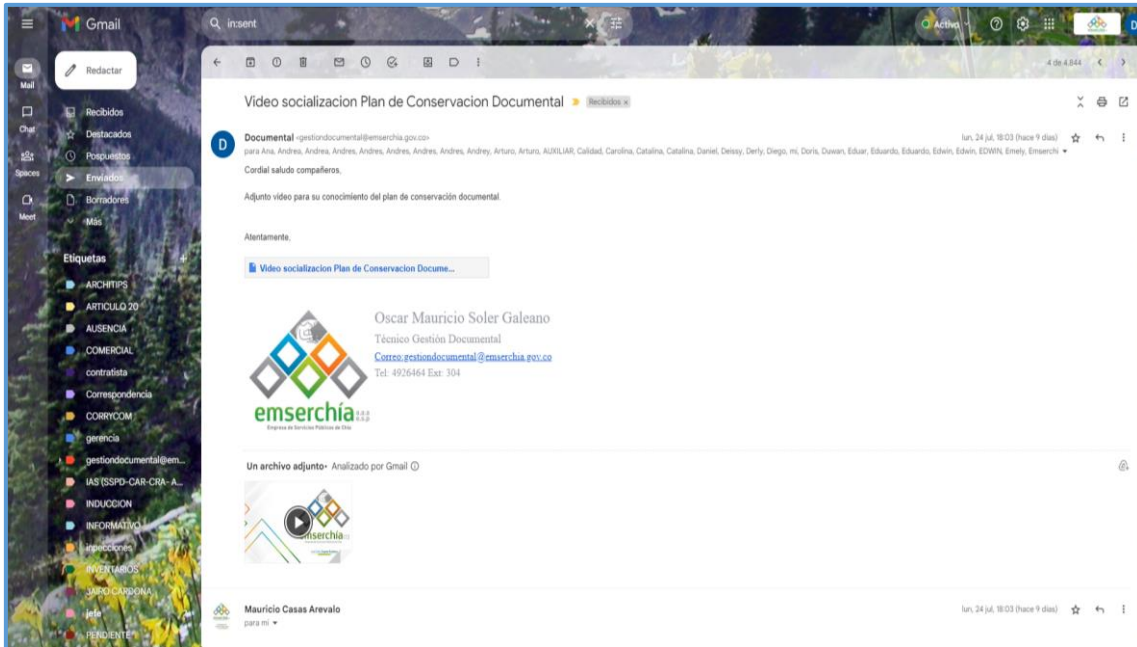 Gmail
in:sent
Activo
D
Redactar
4 de 4.844
Mail
Chat
Spaces
Meet
Recibidos
Destacados
Pospuestos
Enviados
Borradores
Más
Etiquetas
+
ARCHITIPS
ARTICULO 20
AUSENCIA
COMERCIAL
contratista
Correspondencia
CORRYCOM
gerencia
gestiondocumental@em...
IAS (SSPD-CAR-CRA- A...
INDUCCION
INFORMATIVO
inpecciones
INVENTARIOS
JAIRO CARDONA
jefe
PENDIENTE
Video socializacion Plan de Conservacion Documental
Recibidos x
D
Documental <gestiondocumental@emserchia.gov.co>
lun, 24 jul, 18:03 (hace 9 días)
para Ana, Andrea, Andrea, Andres, Andres, Andres, Andres, Andres, Andrey, Arturo, Arturo, AUXILIAR, Calidad, Carolina, Catalina, Catalina, Daniel, Deissy, Derly, Diego, mí, Doris, Duwan, Eduar, Eduardo, Eduardo, Edwin, Edwin, EDWIN, Emely, Emserchi
Cordial saludo compañeros,
Adjunto video para su conocimiento del plan de conservación documental.
Atentamente,
Video socializacion Plan de Conservacion Docume...
Oscar Mauricio Soler Galeano
Técnico Gestión Documental
Correo:gestiondocumental@emserchia.gov.co
Tel: 4926464 Ext: 304
emserchía
Empresa de Servicios Públicos de Chía
Un archivo adjunto• Analizado por Gmail
emserchía
Mauricio Casas Arevalo
lun, 24 jul, 18:03 (hace 9 días)
para mí